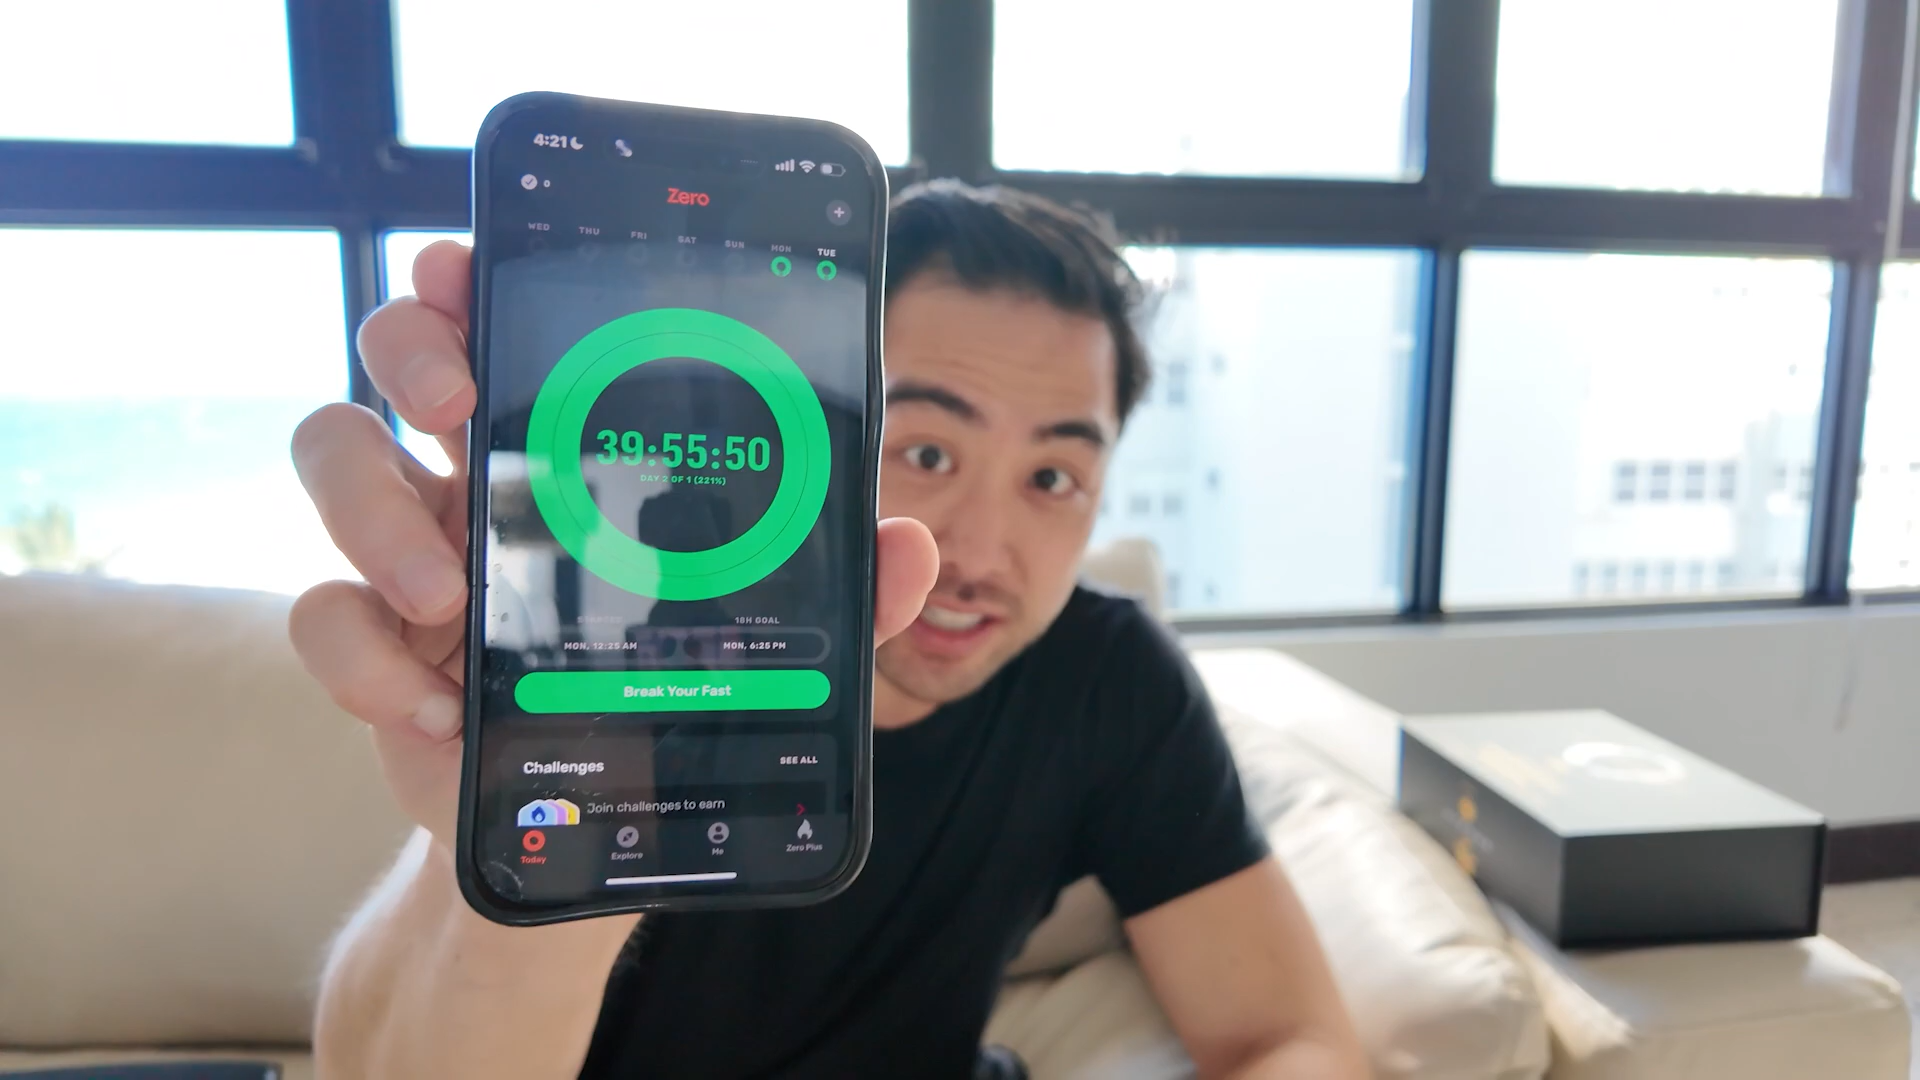 4:21
0
Zero
WED THU FRI SAT SUN MON TUE
39:55:50
DAY 2 OF 1 (221%)
STARTED 18H GOAL
MON, 12:25 AM MON, 6:25 PM
Break Your Fast
Challenges SEE ALL
Join challenges to earn
Today Explore Me Zero Plus